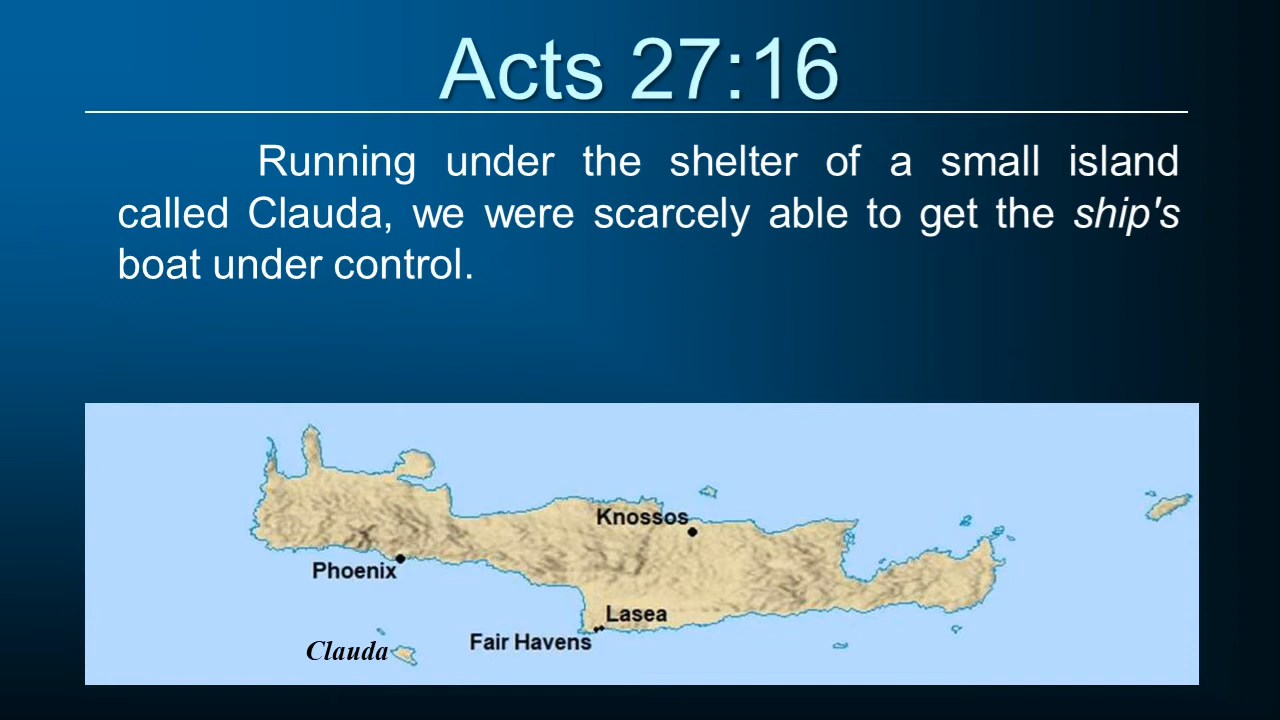 Acts 27:16
Running under the shelter of a small island
called Clauda, we were scarcely able to get the ship's
boat under control.
Knossos
Phoenix
Lasea
Fair Havens
Clauda